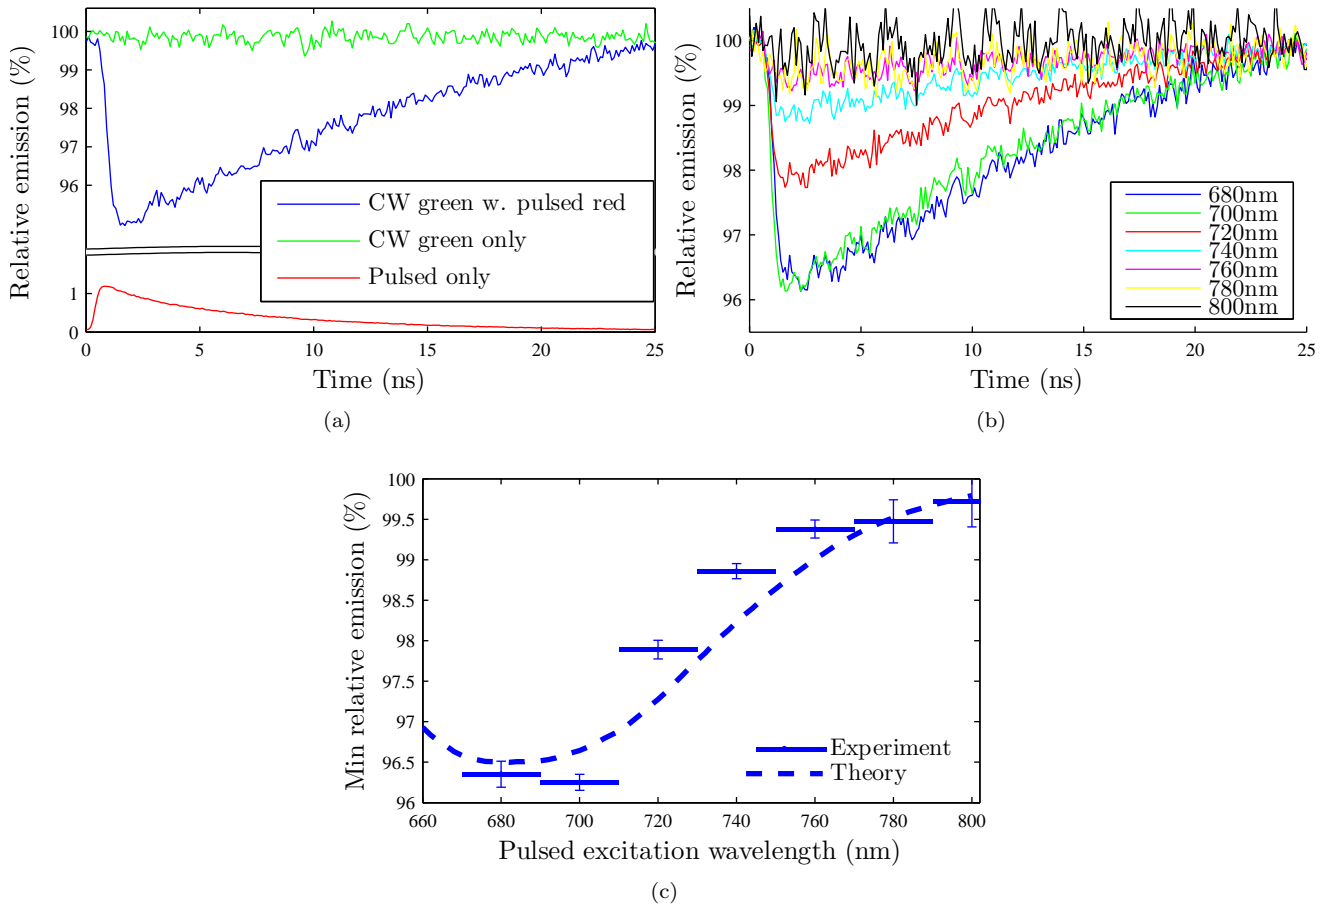 100
99
98
97
96
1
0
Relative emission (%)
CW green w. pulsed red
CW green only
Pulsed only
0 5 10 15 20 25
Time (ns)
(a)
100
99
98
97
96
Relative emission (%)
680nm
700nm
720nm
740nm
760nm
780nm
800nm
0 5 10 15 20 25
Time (ns)
(b)
100
99.5
99
98.5
98
97.5
97
96.5
96
Min relative emission (%)
Experiment
Theory
660 680 700 720 740 760 780 800
Pulsed excitation wavelength (nm)
(c)